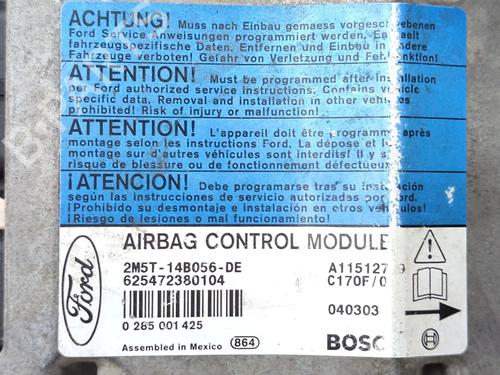 ACHTUNG! Muss nach Einbau gemaess vorgeschriebenen
Ford Service Anweisungen programmiert werden. Enthaelt
fahrzeugspezifische Daten. Entfernen und Einbau in andere
Fahrzeuge verboten! Gefahr von Verletzung und
ATTENTION! Must be programmed after installation
per Ford authorized service instructions. Contains vehicle
specific data. Removal and installation in other vehicles
prohibited! Risk of injury or malfunction!
ATTENTION! L'appareil doit être programmé après
montage selon les instructions Ford. La dépose et le
montage sur d'autres véhicules sont interdits! Il y
risque de blessure ou de fonctionnement défectueux
¡ATENCION! Debe programarse tras su instalación
según las instrucciones de servicio autorizadas por Ford.
¡Prohibido su desmontaje e instalación en otros vehículos!
¡Riesgo de lesiones o mal funcionamiento!
Ford
AIRBAG CONTROL MODULE
2M5T-14B056-DE
625472380104
C170F/0
0 285 001 425
040303
Assembled in Mexico 864
BOSC